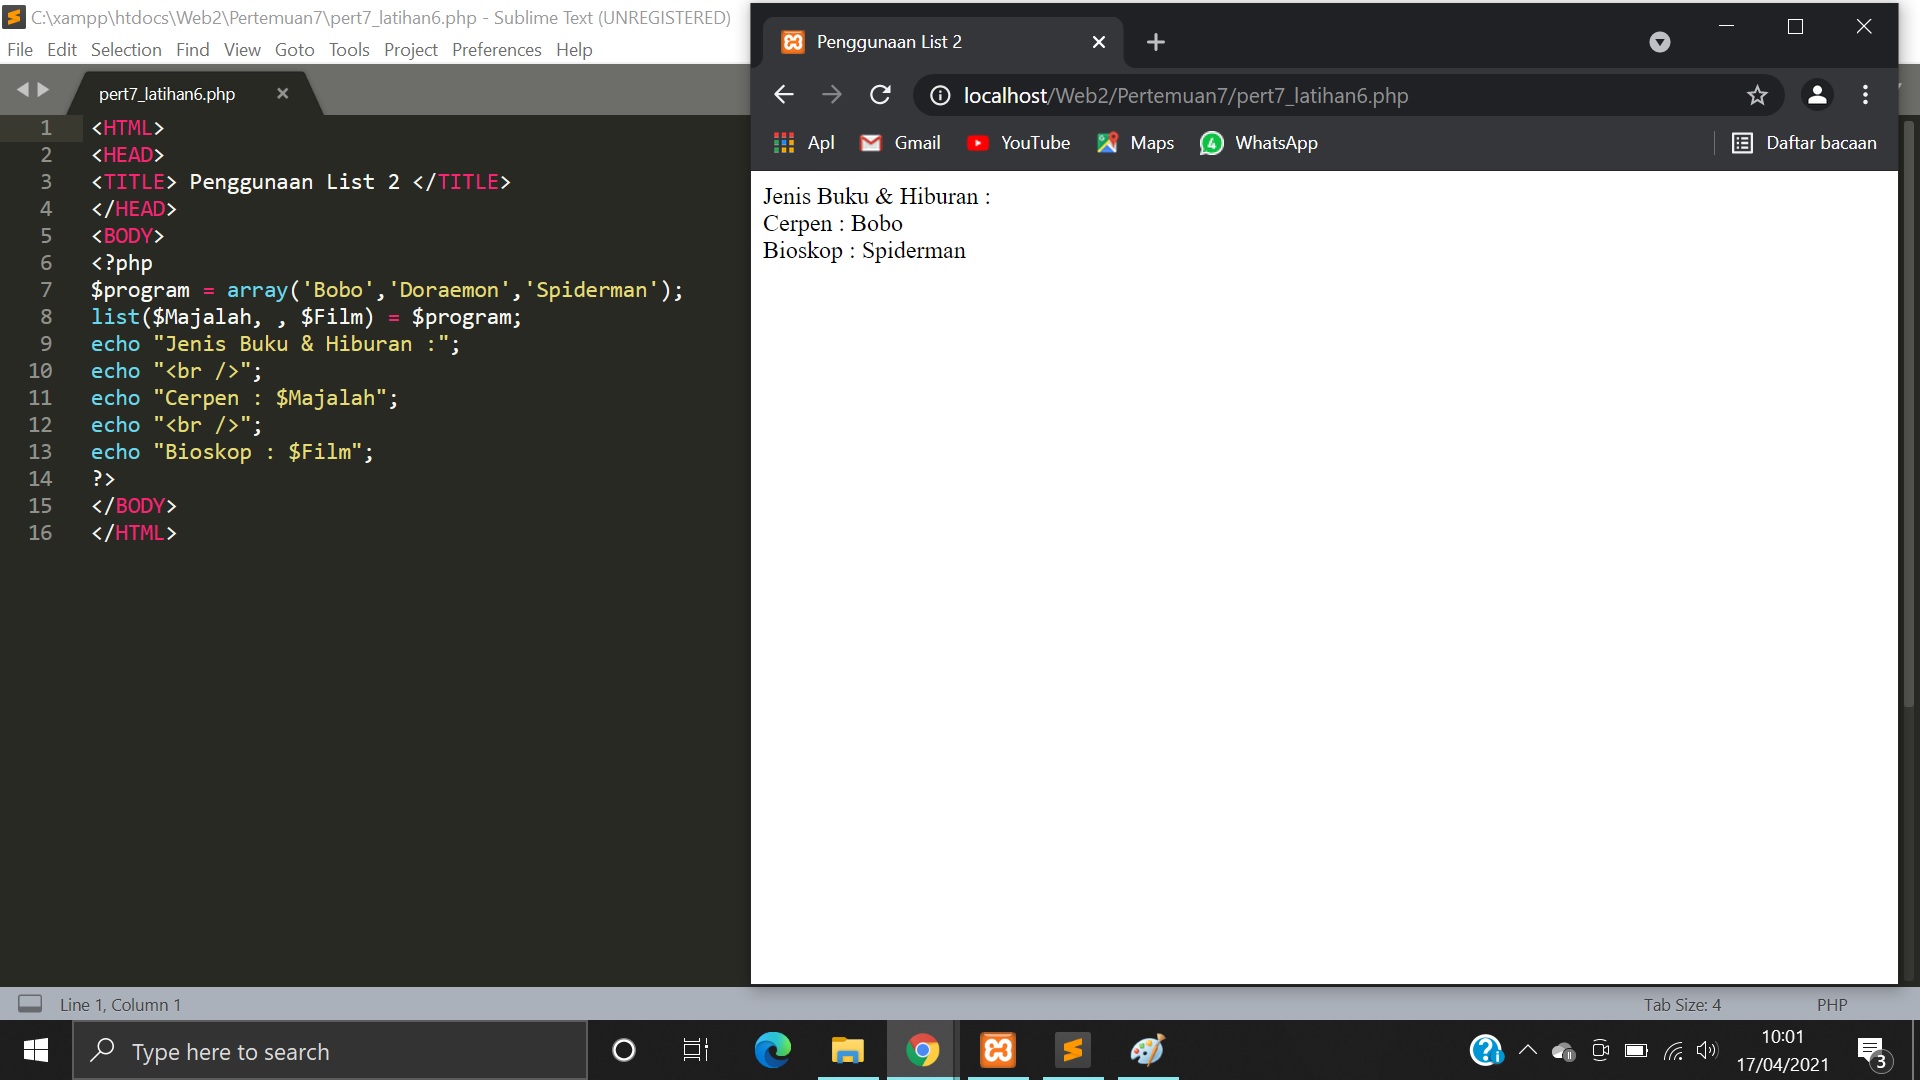 C:\xampp\htdocs\Web2\Pertemuan7\pert7_latihan6.php - Sublime Text (UNREGISTERED)
File Edit Selection Find View Goto Tools Project Preferences Help
pert7_latihan6.php
1 <HTML>
2 <HEAD>
3 <TITLE> Penggunaan List 2 </TITLE>
4 </HEAD>
5 <BODY>
6 <?php
7 $program = array('Bobo','Doraemon','Spiderman');
8 list($Majalah, , $Film) = $program;
9 echo "Jenis Buku & Hiburan :";
10 echo "<br />";
11 echo "Cerpen : $Majalah";
12 echo "<br />";
13 echo "Bioskop : $Film";
14 ?>
15 </BODY>
16 </HTML>
Penggunaan List 2
localhost/Web2/Pertemuan7/pert7_latihan6.php
Apl Gmail YouTube Maps 4 WhatsApp Daftar bacaan
Jenis Buku & Hiburan :
Cerpen : Bobo
Bioskop : Spiderman
Line 1, Column 1 Tab Size: 4 PHP
Type here to search
10:01
17/04/2021
3